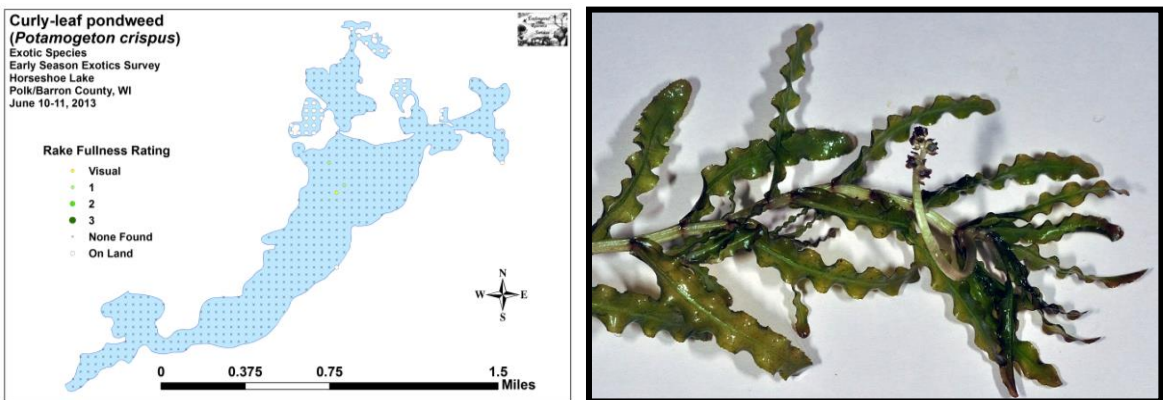 Curly-leaf pondweed
(Potamogeton crispus)
Exotic Species
Early Season Exotics Survey
Horseshoe Lake
Polk/Barron County, WI
June 10-11, 2013
Rake Fullness Rating
Visual
1
2
3
None Found
On Land
N
W E
S
0 0.375 0.75 1.5
Miles